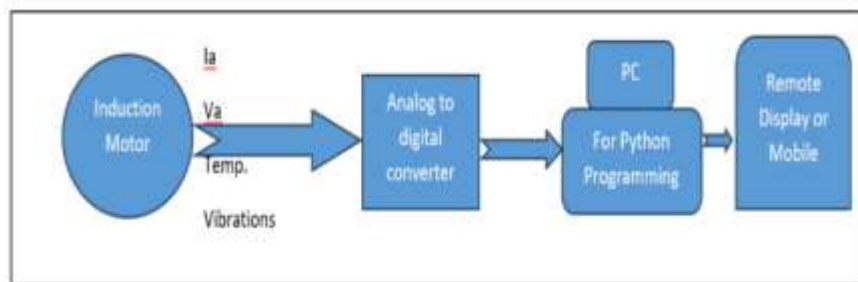 Induction
Motor
Ia
Va
Temp.
Vibrations
Analog to
digital
converter
PC
For Python
Programming
Remote
Display or
Mobile